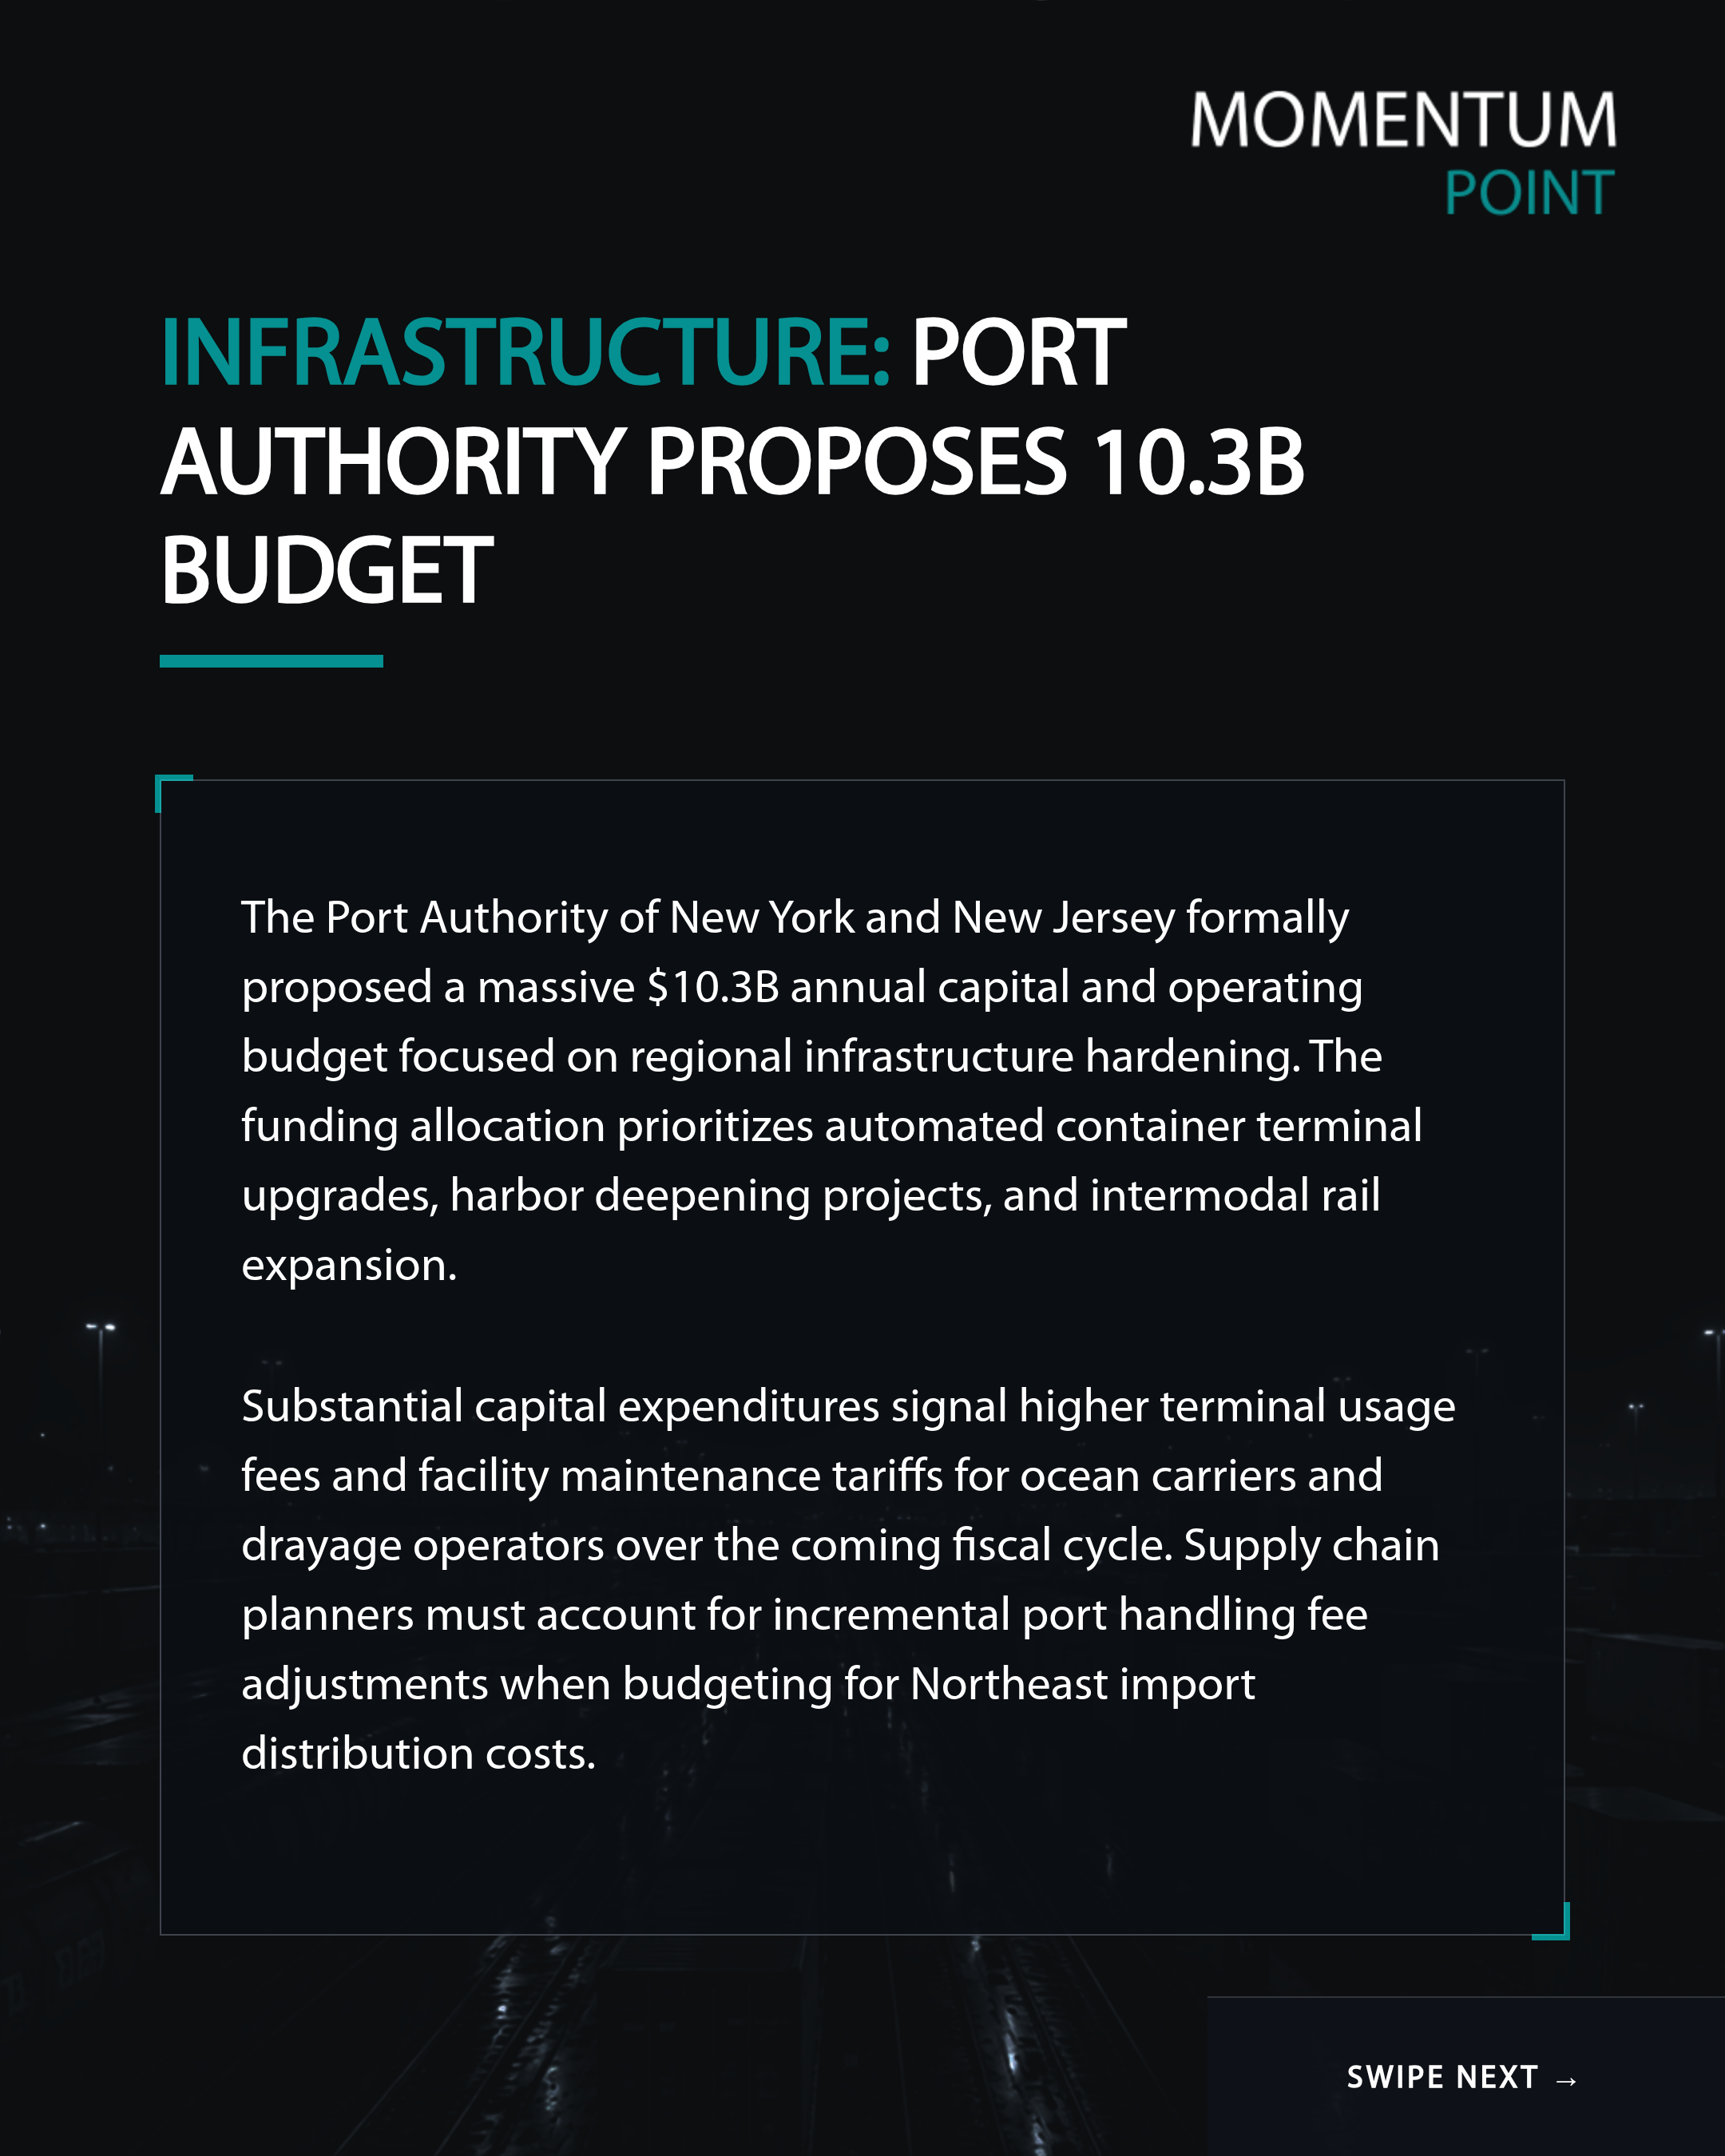 MOMENTUM
POINT
INFRASTRUCTURE: PORT
AUTHORITY PROPOSES 10.3B
BUDGET
The Port Authority of New York and New Jersey formally
proposed a massive $10.3B annual capital and operating
budget focused on regional infrastructure hardening. The
funding allocation prioritizes automated container terminal
upgrades, harbor deepening projects, and intermodal rail
expansion.
Substantial capital expenditures signal higher terminal usage
fees and facility maintenance tariffs for ocean carriers and
drayage operators over the coming fiscal cycle. Supply chain
planners must account for incremental port handling fee
adjustments when budgeting for Northeast import
distribution costs.
SWIPE NEXT →